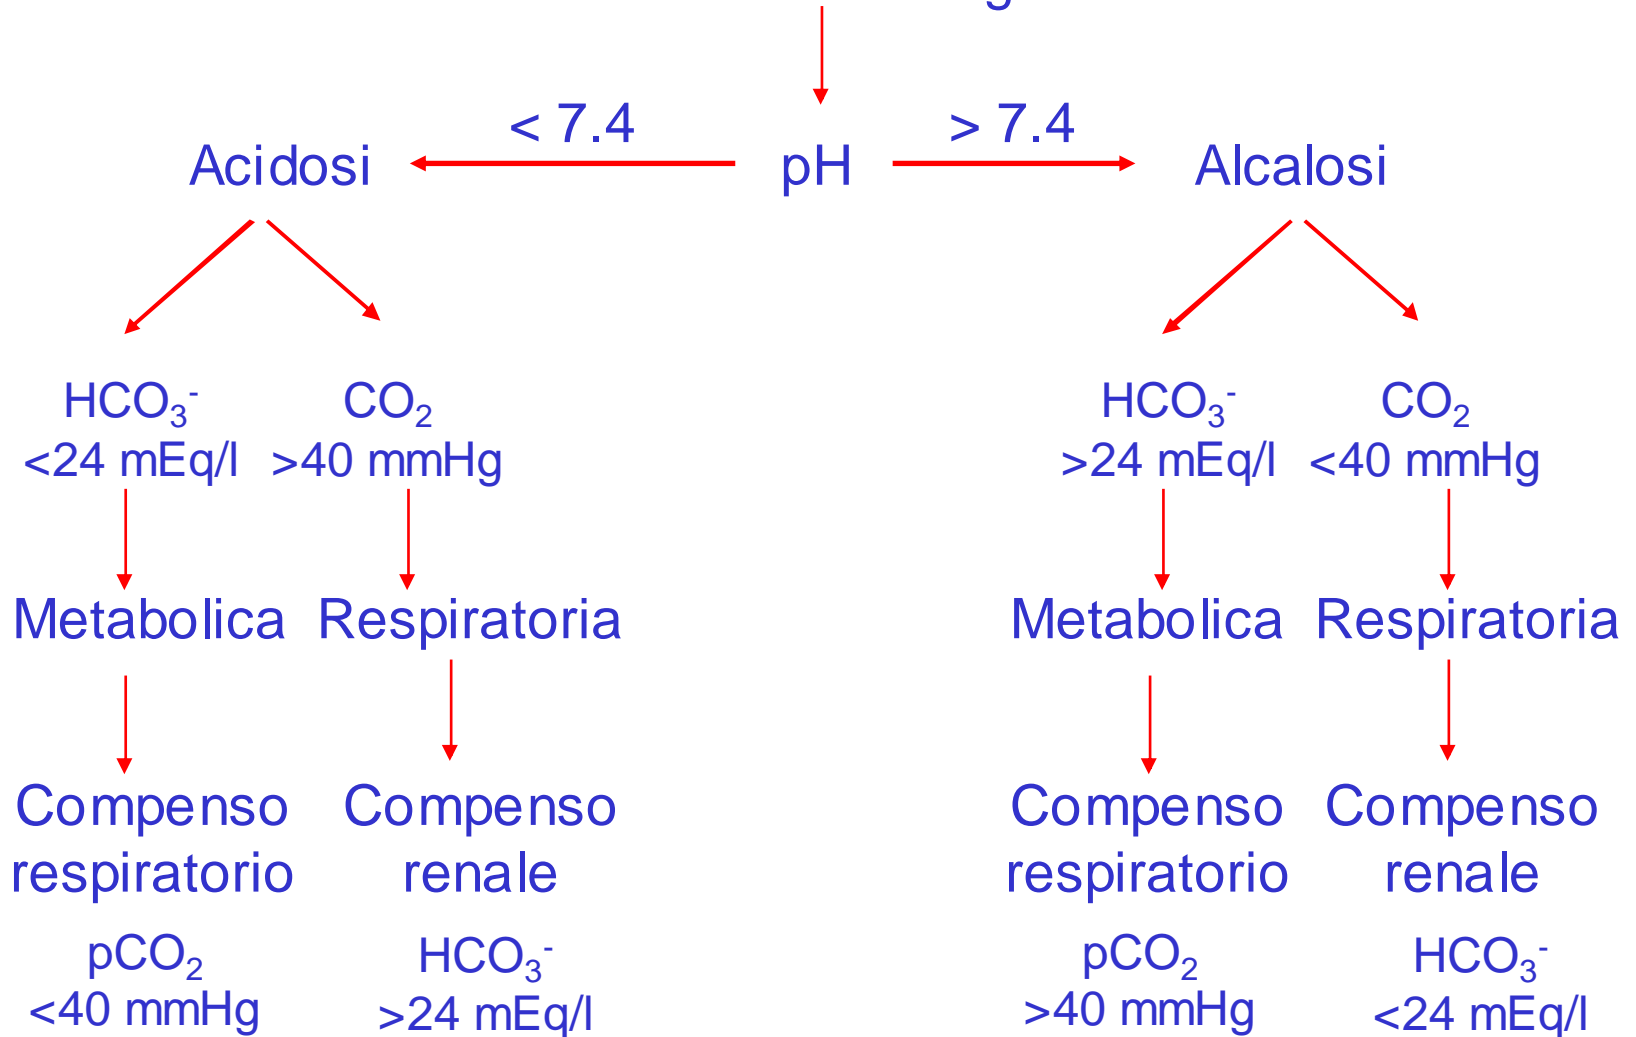 < 7.4 > 7.4
Acidosi pH Alcalosi
HCO₃⁻ CO₂ HCO₃⁻ CO₂
<24 mEq/l >40 mmHg >24 mEq/l <40 mmHg
Metabolica Respiratoria Metabolica Respiratoria
Compenso Compenso Compenso Compenso
respiratorio renale respiratorio renale
pCO₂ HCO₃⁻ pCO₂ HCO₃⁻
<40 mmHg >24 mEq/l >40 mmHg <24 mEq/l